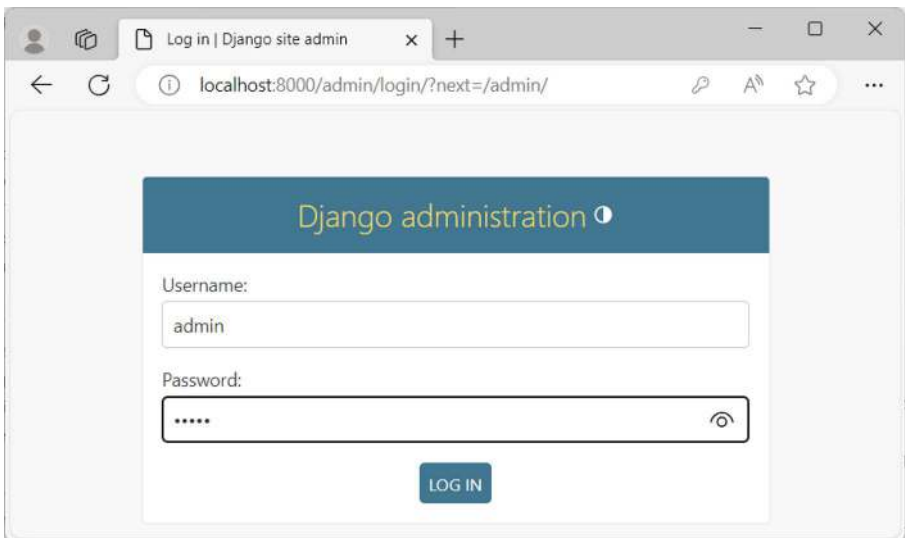 Log in | Django site admin
localhost:8000/admin/login/?next=/admin/
Django administration
Username:
admin
Password:
•••••
LOG IN